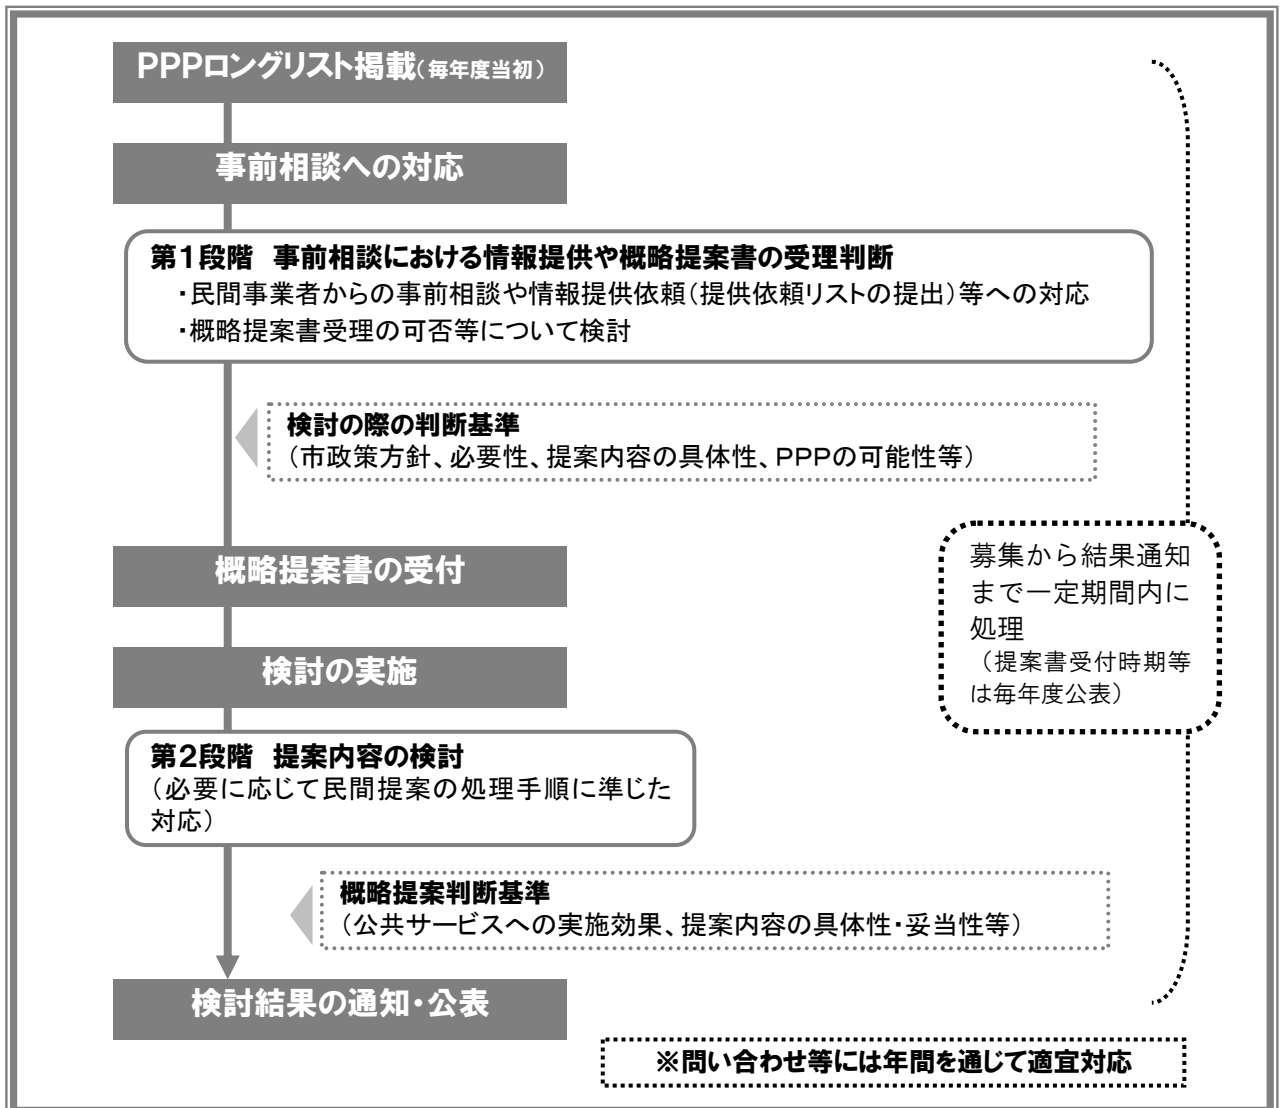 PPPロングリスト掲載(毎年度当初)
事前相談への対応
第1段階　事前相談における情報提供や概略提案書の受理判断
・民間事業者からの事前相談や情報提供依頼(提供依頼リストの提出)等への対応
・概略提案書受理の可否等について検討
検討の際の判断基準
(市政策方針、必要性、提案内容の具体性、PPPの可能性等)
概略提案書の受付
検討の実施
第2段階　提案内容の検討
(必要に応じて民間提案の処理手順に準じた
対応)
概略提案判断基準
(公共サービスへの実施効果、提案内容の具体性・妥当性等)
検討結果の通知・公表
募集から結果通知
まで一定期間内に
処理
(提案書受付時期等
は毎年度公表)
※問い合わせ等には年間を通じて適宜対応